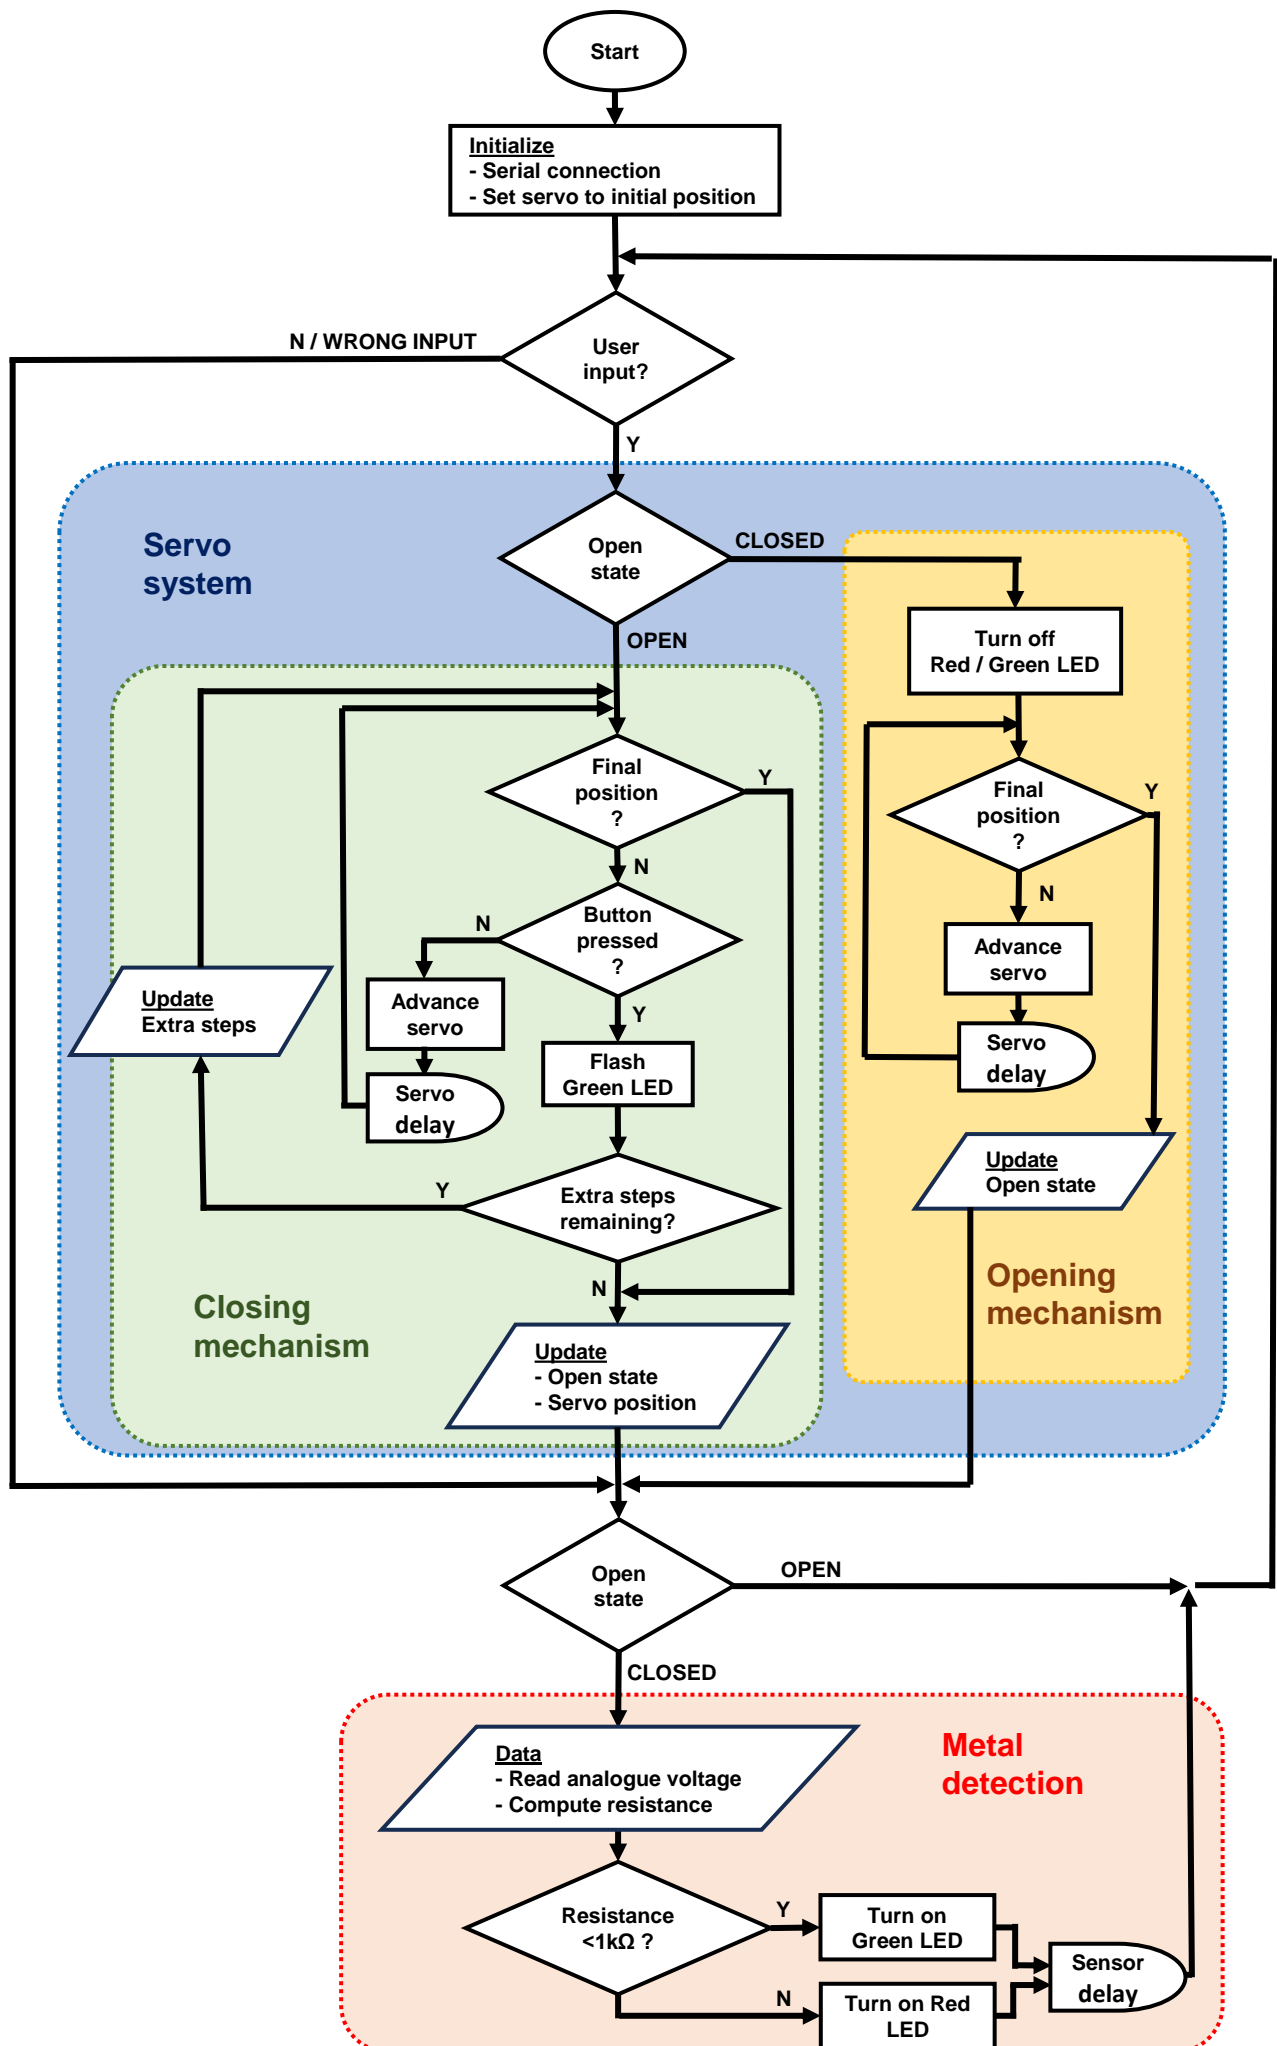 Start
Initialize
- Serial connection
- Set servo to initial position
N / WRONG INPUT
User
input?
Y
Servo
system
Open
state
CLOSED
OPEN
Turn off
Red / Green LED
Final
position
?
Y
N
Final
position
?
Y
N
Button
pressed
?
N
Y
Advance
servo
Servo
delay
Update
Extra steps
Advance
servo
Servo
delay
Flash
Green LED
Extra steps
remaining?
Y
N
Update
Open state
Closing
mechanism
Opening
mechanism
Update
- Open state
- Servo position
Open
state
OPEN
CLOSED
Metal
detection
Data
- Read analogue voltage
- Compute resistance
Resistance
<1kΩ ?
Y
Turn on
Green LED
Sensor
delay
N
Turn on Red
LED